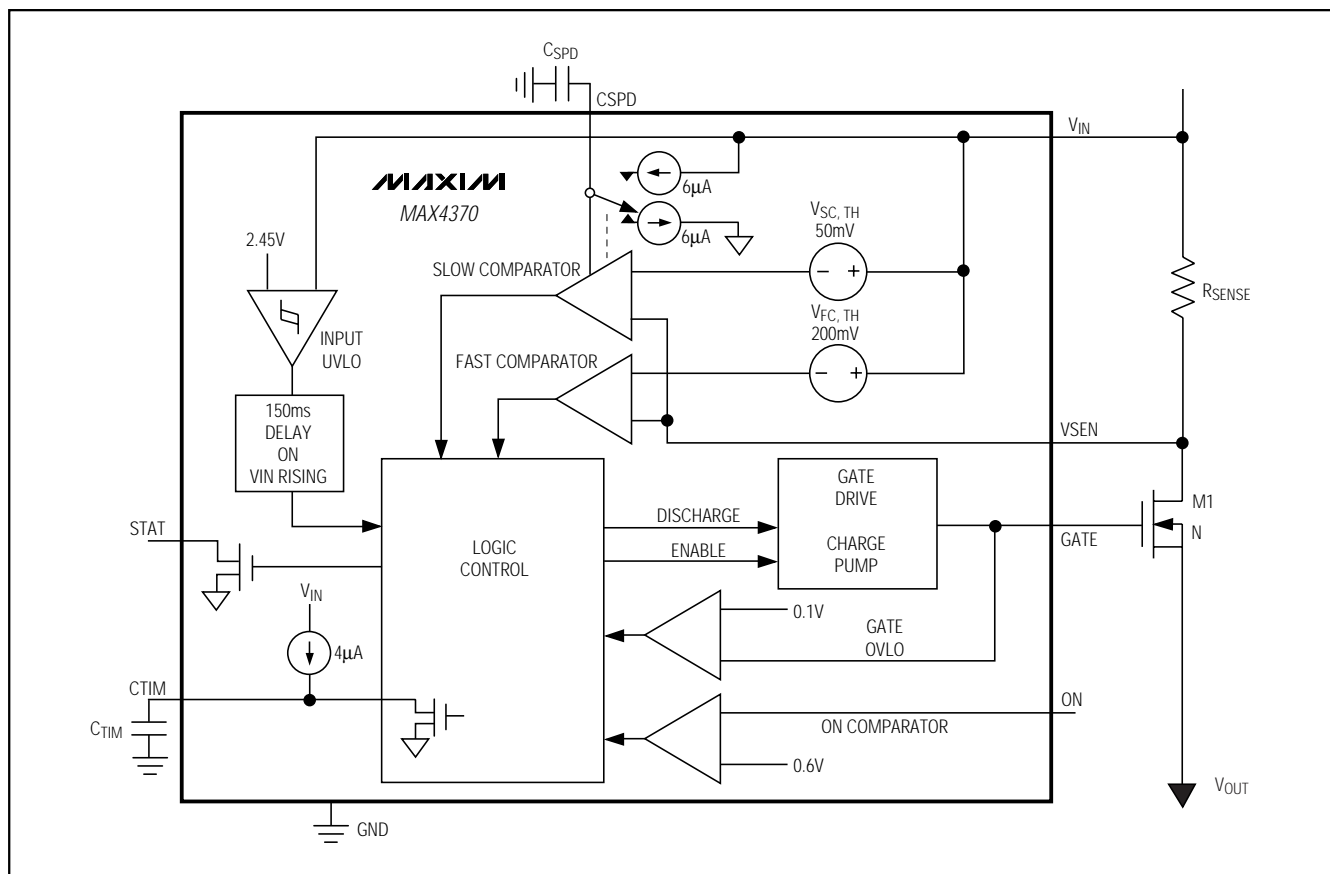 CSPD
CSPD
VIN
MAXIM
MAX4370
6µA
6µA
VSC, TH
50mV
2.45V
SLOW COMPARATOR
RSENSE
VFC, TH
200mV
INPUT
UVLO
FAST COMPARATOR
150ms
DELAY
ON
VIN RISING
VSEN
GATE
DRIVE
CHARGE
PUMP
M1
N
STAT
DISCHARGE
ENABLE
GATE
LOGIC
CONTROL
VIN
4µA
0.1V
GATE
OVLO
CTIM
CTIM
ON
ON COMPARATOR
0.6V
VOUT
GND